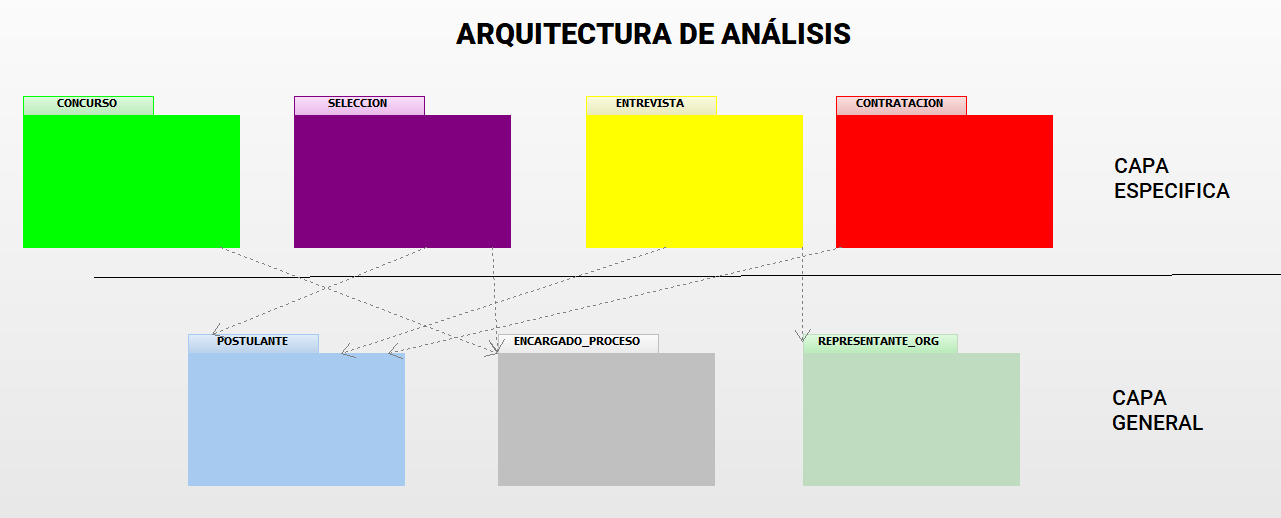 ARQUITECTURA DE ANÁLISIS
CONCURSO
SELECCION
ENTREVISTA
CONTRATACION
CAPA
ESPECIFICA
POSTULANTE
ENCARGADO_PROCESO
REPRESENTANTE_ORG
CAPA
GENERAL